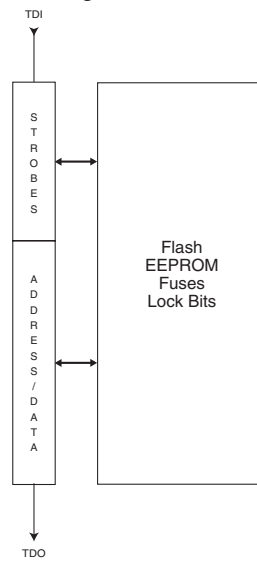 TDI
STROBES
ADDRESS/DATA
Flash
EEPROM
Fuses
Lock Bits
TDO